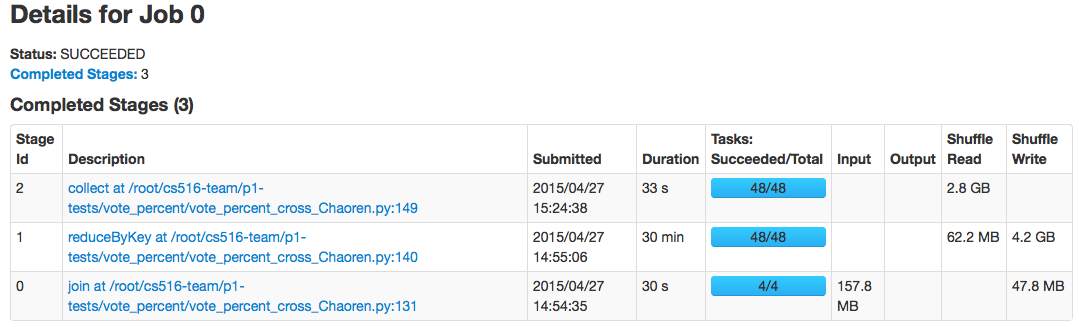 Details for Job 0
Status: SUCCEEDED
Completed Stages: 3
Completed Stages (3)
Stage Id Description Submitted Duration Tasks: Succeeded/Total Input Output Shuffle Read Shuffle Write
2 collect at /root/cs516-team/p1- 2015/04/27 33 s 48/48 2.8 GB
tests/vote_percent/vote_percent_cross_Chaoren.py:149 15:24:38
1 reduceByKey at /root/cs516-team/p1- 2015/04/27 30 min 48/48 62.2 MB 4.2 GB
tests/vote_percent/vote_percent_cross_Chaoren.py:140 14:55:06
0 join at /root/cs516-team/p1- 2015/04/27 30 s 4/4 157.8 47.8 MB
tests/vote_percent/vote_percent_cross_Chaoren.py:131 14:54:35 MB